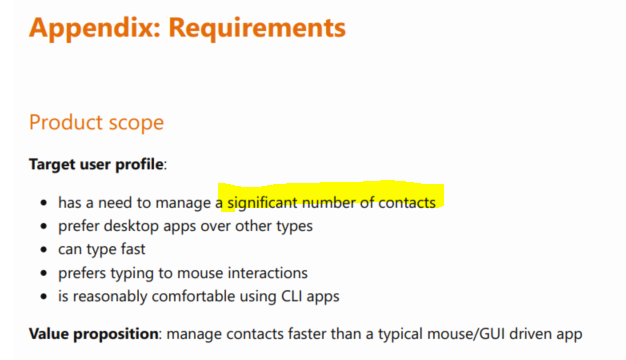 Appendix: Requirements
Product scope
Target user profile:
• has a need to manage a significant number of contacts
• prefer desktop apps over other types
• can type fast
• prefers typing to mouse interactions
• is reasonably comfortable using CLI apps
Value proposition: manage contacts faster than a typical mouse/GUI driven app